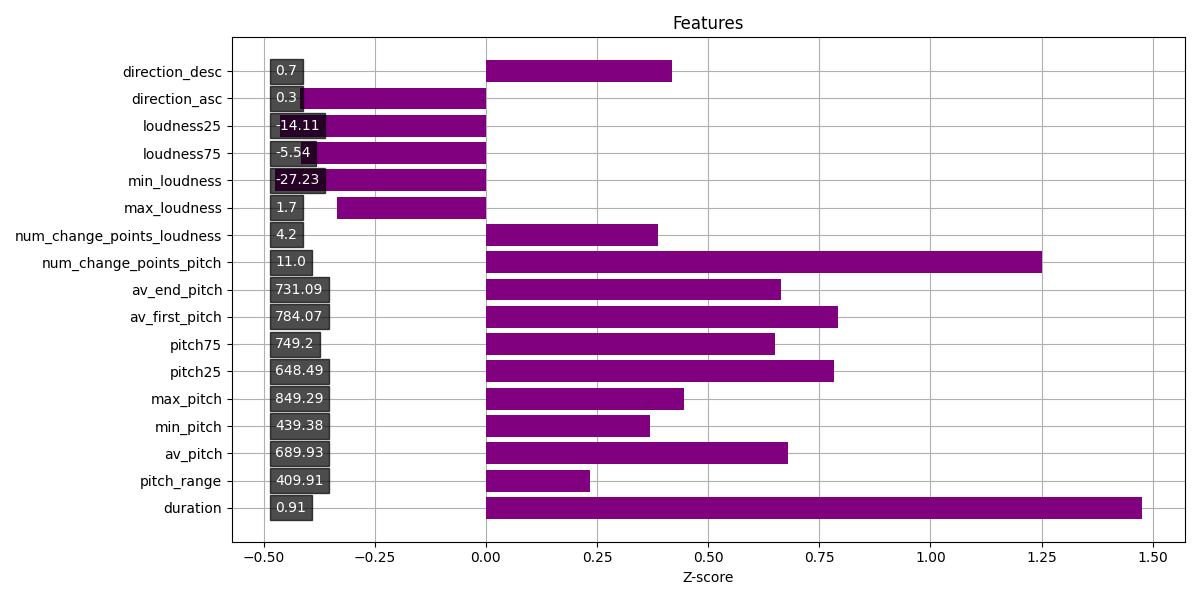 Features
direction_desc 0.7
direction_asc 0.3
loudness25 -14.11
loudness75 -5.54
min_loudness -27.23
max_loudness 1.7
num_change_points_loudness 4.2
num_change_points_pitch 11.0
av_end_pitch 731.09
av_first_pitch 784.07
pitch75 749.2
pitch25 648.49
max_pitch 849.29
min_pitch 439.38
av_pitch 689.93
pitch_range 409.91
duration 0.91
−0.50 −0.25 0.00 0.25 0.50 0.75 1.00 1.25 1.50
Z-score